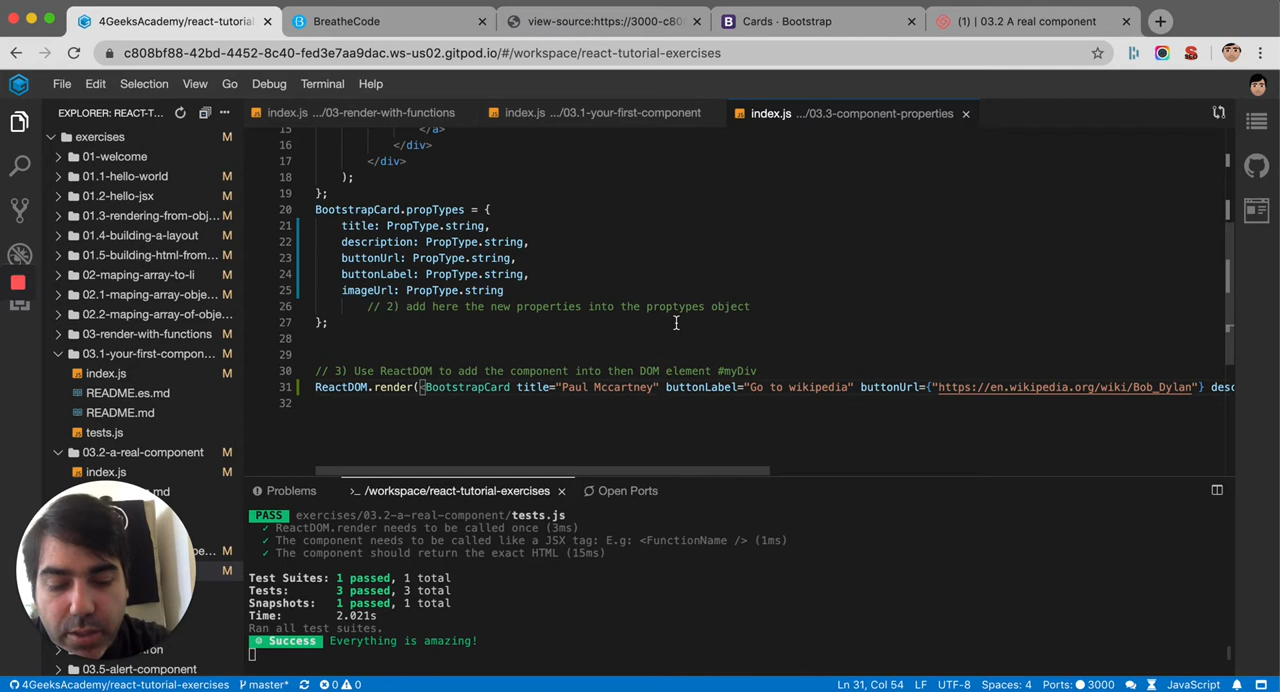 4GeeksAcademy/react-tutorial- BreatheCode view-source:https://3000-c80 Cards · Bootstrap (1) | 03.2 A real component
c808bf88-42bd-4452-8c40-fed3e7aa9dac.ws-us02.gitpod.io/#/workspace/react-tutorial-exercises
File Edit Selection View Go Debug Terminal Help
EXPLORER: REACT-T...
index.js .../03-render-with-functions index.js .../03.1-your-first-component index.js .../03.3-component-properties
exercises M
01-welcome
01.1-hello-world M
01.2-hello-jsx M
01.3-rendering-from-obj... M
01.4-building-a-layout M
01.5-building-html-from... M
02-maping-array-to-li M
02.1-maping-array-obje... M
02.2-maping-array-of-obje... M
03-render-with-functions M
03.1-your-first-compon... M
index.js M
README.es.md M
README.md M
tests.js M
03.2-a-real-component M
index.js M
md M
M
M
03.5-alert-component M
15 </a>
16 </div>
17 </div>
18 );
19 };
20 BootstrapCard.propTypes = {
21 title: PropType.string,
22 description: PropType.string,
23 buttonUrl: PropType.string,
24 buttonLabel: PropType.string,
25 imageUrl: PropType.string
26 // 2) add here the new properties into the proptypes object
27 };
28
29
30 // 3) Use ReactDOM to add the component into then DOM element #myDiv
31 ReactDOM.render(<BootstrapCard title="Paul Mccartney" buttonLabel="Go to wikipedia" buttonUrl={"https://en.wikipedia.org/wiki/Bob_Dylan"} desc
32
Problems >_ /workspace/react-tutorial-exercises Open Ports
PASS exercises/03.2-a-real-component/tests.js
✓ ReactDOM.render needs to be called once (3ms)
✓ The component needs to be called like a JSX tag: E.g: <FunctionName /> (1ms)
✓ The component should return the exact HTML (15ms)
Test Suites: 1 passed, 1 total
Tests: 3 passed, 3 total
Snapshots: 1 passed, 1 total
Time: 2.021s
Ran all test suites.
Success Everything is amazing!
4GeeksAcademy/react-tutorial-exercises master* 0 0 Ln 31, Col 54 LF UTF-8 Spaces: 4 Ports: 3000 JavaScript